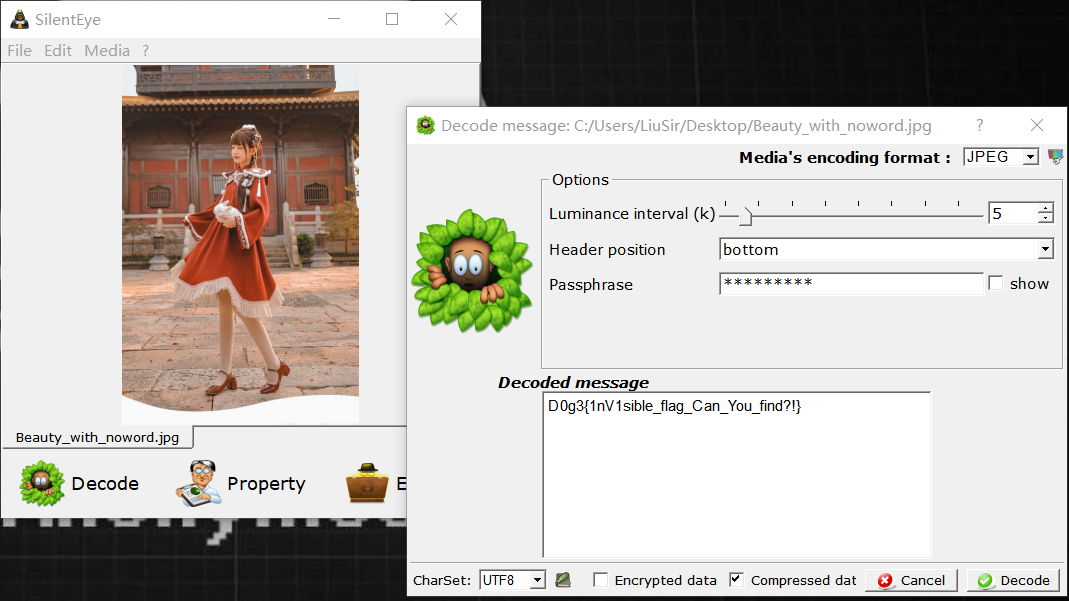 SilentEye
File Edit Media ?
Decode message: C:/Users/LiuSir/Desktop/Beauty_with_noword.jpg ?
Media's encoding format : JPEG
Options
Luminance interval (k) 5
Header position bottom
Passphrase ********* show
Decoded message
D0g3{1nV1sible_flag_Can_You_find?!}
Beauty_with_noword.jpg
Decode Property E
CharSet: UTF8 Encrypted data Compressed dat Cancel Decode